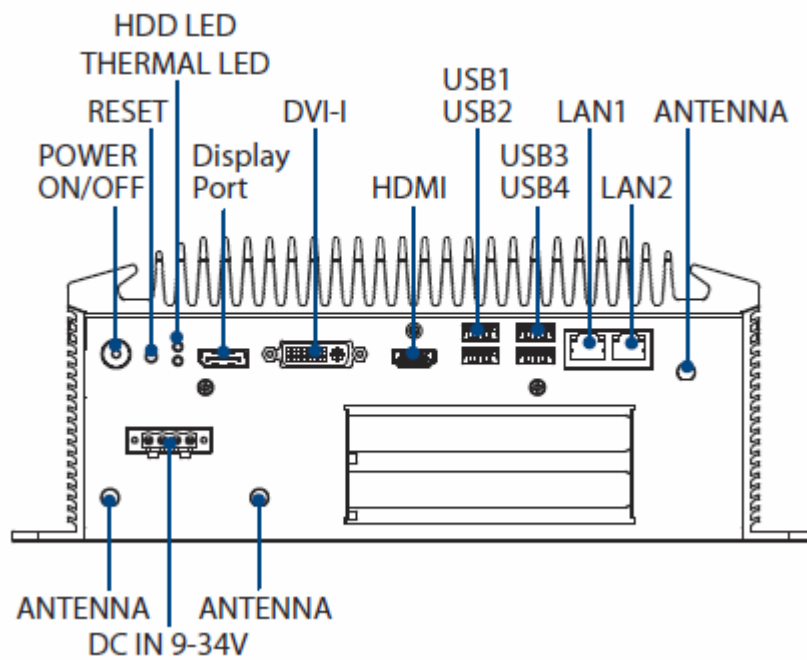 HDD LED
THERMAL LED
RESET
POWER
ON/OFF
Display
Port
DVI-I
HDMI
USB1
USB2
USB3
USB4
LAN1
LAN2
ANTENNA
ANTENNA
ANTENNA
DC IN 9-34V